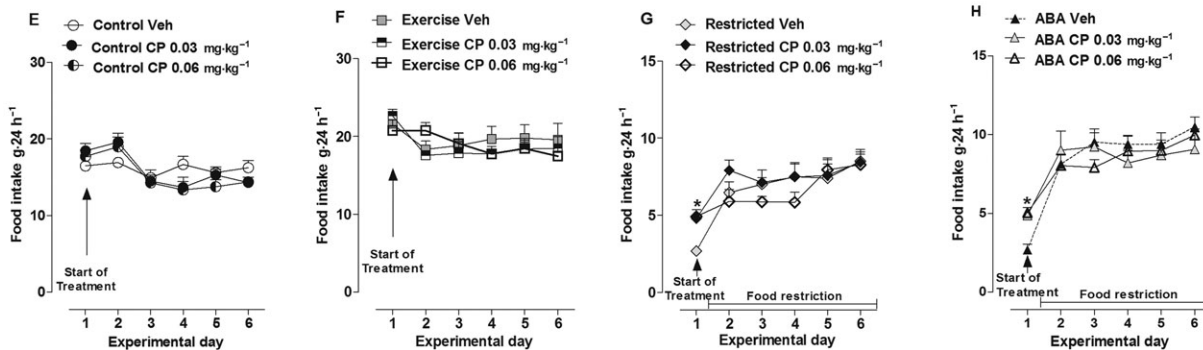 E
Control Veh
Control CP 0.03 mg·kg⁻¹
Control CP 0.06 mg·kg⁻¹
Food intake g·24 h⁻¹
30
20
10
0
Start of
Treatment
1 2 3 4 5 6
Experimental day
F
Exercise Veh
Exercise CP 0.03 mg·kg⁻¹
Exercise CP 0.06 mg·kg⁻¹
Food intake g·24 h⁻¹
30
20
10
0
Start of
Treatment
1 2 3 4 5 6
Experimental day
G
Restricted Veh
Restricted CP 0.03 mg·kg⁻¹
Restricted CP 0.06 mg·kg⁻¹
Food intake g·24 h⁻¹
15
10
5
0
*
Start of
Treatment
Food restriction
1 2 3 4 5 6
Experimental day
H
ABA Veh
ABA CP 0.03 mg·kg⁻¹
ABA CP 0.06 mg·kg⁻¹
Food intake g·24 h⁻¹
15
10
5
0
*
Start of
Treatment
Food restriction
1 2 3 4 5 6
Experimental day